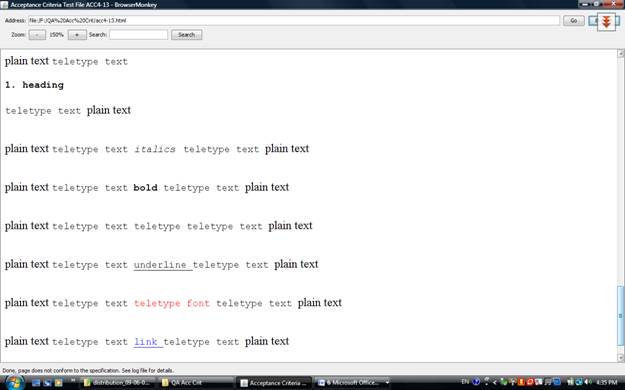 Acceptance Criteria Test File ACC4-13 - BrowserMonkey
Address: file:/F:/QA%20Acc%20Crit/acc4-13.html Go
Zoom: - 150% + Search: Search
plain text teletype text
1. heading
teletype text plain text
plain text teletype text italics teletype text plain text
plain text teletype text bold teletype text plain text
plain text teletype text teletype teletype text plain text
plain text teletype text underline teletype text plain text
plain text teletype text teletype font teletype text plain text
plain text teletype text link teletype text plain text
Done, page does not conform to the specification. See log file for details.
distribution_09-06-0... QA Acc Crit Acceptance Criteria ... 6 Microsoft Office... EN 4:35 PM